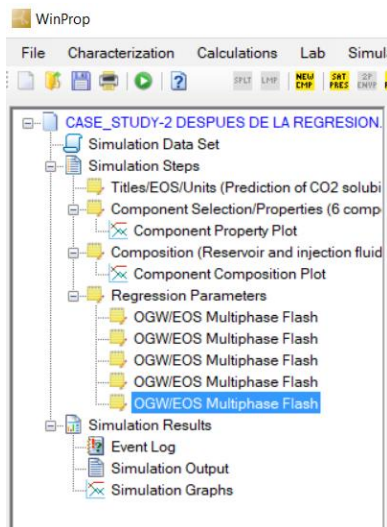 WinProp
File Characterization Calculations Lab Simul
SPLT LMP NEW CMP SAT PRES 2P ENVP
CASE_STUDY-2 DESPUES DE LA REGRESION.
Simulation Data Set
Simulation Steps
Titles/EOS/Units (Prediction of CO2 solubi
Component Selection/Properties (6 comp
Component Property Plot
Composition (Reservoir and injection fluid
Component Composition Plot
Regression Parameters
OGW/EOS Multiphase Flash
OGW/EOS Multiphase Flash
OGW/EOS Multiphase Flash
OGW/EOS Multiphase Flash
OGW/EOS Multiphase Flash
Simulation Results
Event Log
Simulation Output
Simulation Graphs